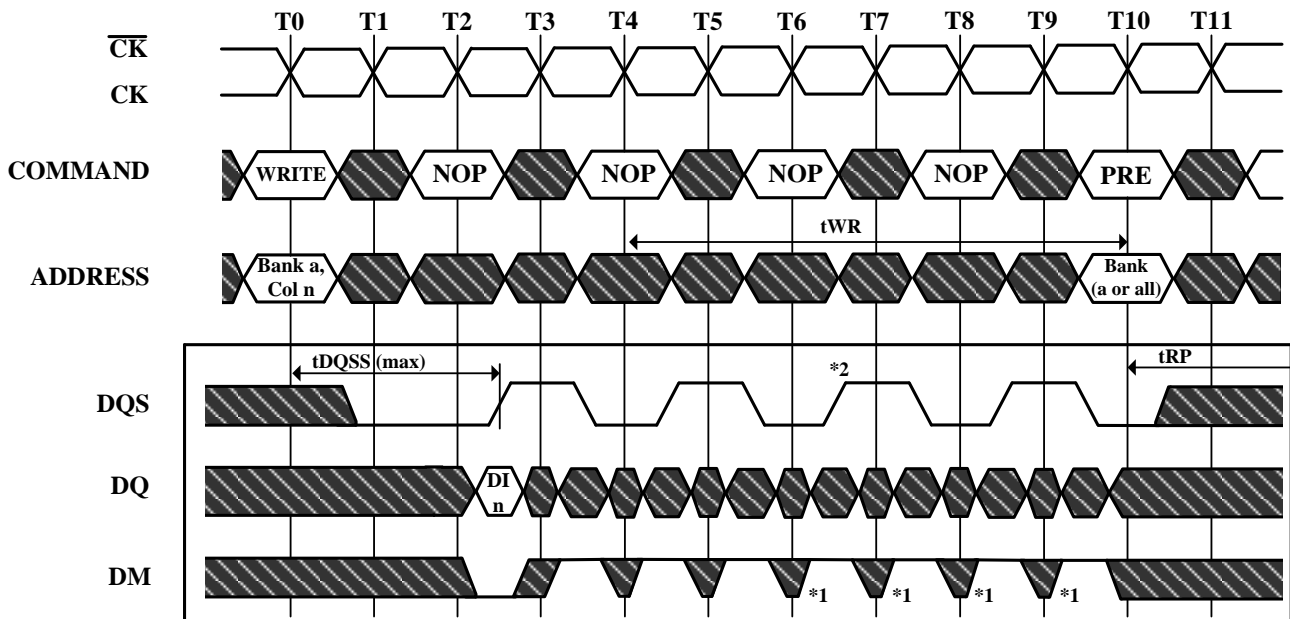 T0 T1 T2 T3 T4 T5 T6 T7 T8 T9 T10 T11
CK
CK
COMMAND WRITE NOP NOP NOP NOP PRE
tWR
ADDRESS Bank a, Bank
Col n (a or all)
tDQSS (max) *2 tRP
DQS
DQ DI
n
DM *1 *1 *1 *1